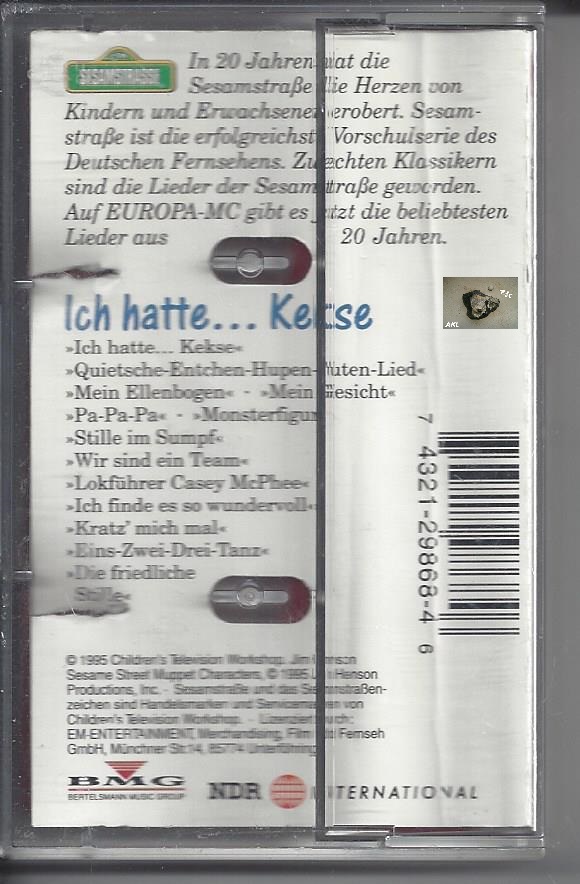 SESAMSTRASSE
In 20 Jahren hat die
Sesamstraße die Herzen von
Kindern und Erwachsenen erobert. Sesam-
straße ist die erfolgreichste Vorschulserie des
Deutschen Fernsehens. Zu echten Klassikern
sind die Lieder der Sesamstraße geworden.
Auf EUROPA-MC gibt es jetzt die beliebtesten
Lieder aus 20 Jahren.
Ich hatte... Kekse
»Ich hatte... Kekse«
»Quietsche-Entchen-Hupen-Tuten-Lied«
»Mein Ellenbogen« - »Mein Gesicht«
»Pa-Pa-Pa« - »Monsterfigur
»Stille im Sumpf«
»Wir sind ein Team«
»Lokführer Casey McPhee«
»Ich finde es so wundervoll«
»Kratz' mich mal«
»Eins-Zwei-Drei-Tanz«
»Die friedliche
Stille«
AKL
7 4321-29868-4 6
© 1995 Children's Television Workshop. Jim Henson
Sesame Street Muppet Characters, © 1995 Jim Henson
Productions, Inc. - Sesamstraße und das Sesamstraßen-
zeichen sind Handelsmarken und Servicemarken von
Children's Television Workshop. - Lizenziert durch:
EM-ENTERTAINMENT, Merchandising, Film und Fernseh
GmbH, Münchner Str.14, 85774 Unterföhring
BMG
BERTELSMANN MUSIC GROUP
NDR INTERNATIONAL